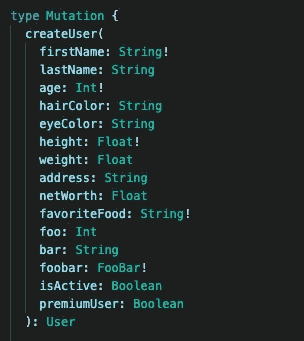 type Mutation {
createUser(
firstName: String!
lastName: String
age: Int!
hairColor: String
eyeColor: String
height: Float!
weight: Float
address: String
netWorth: Float
favoriteFood: String!
foo: Int
bar: String
foobar: FooBar!
isActive: Boolean
premiumUser: Boolean
): User